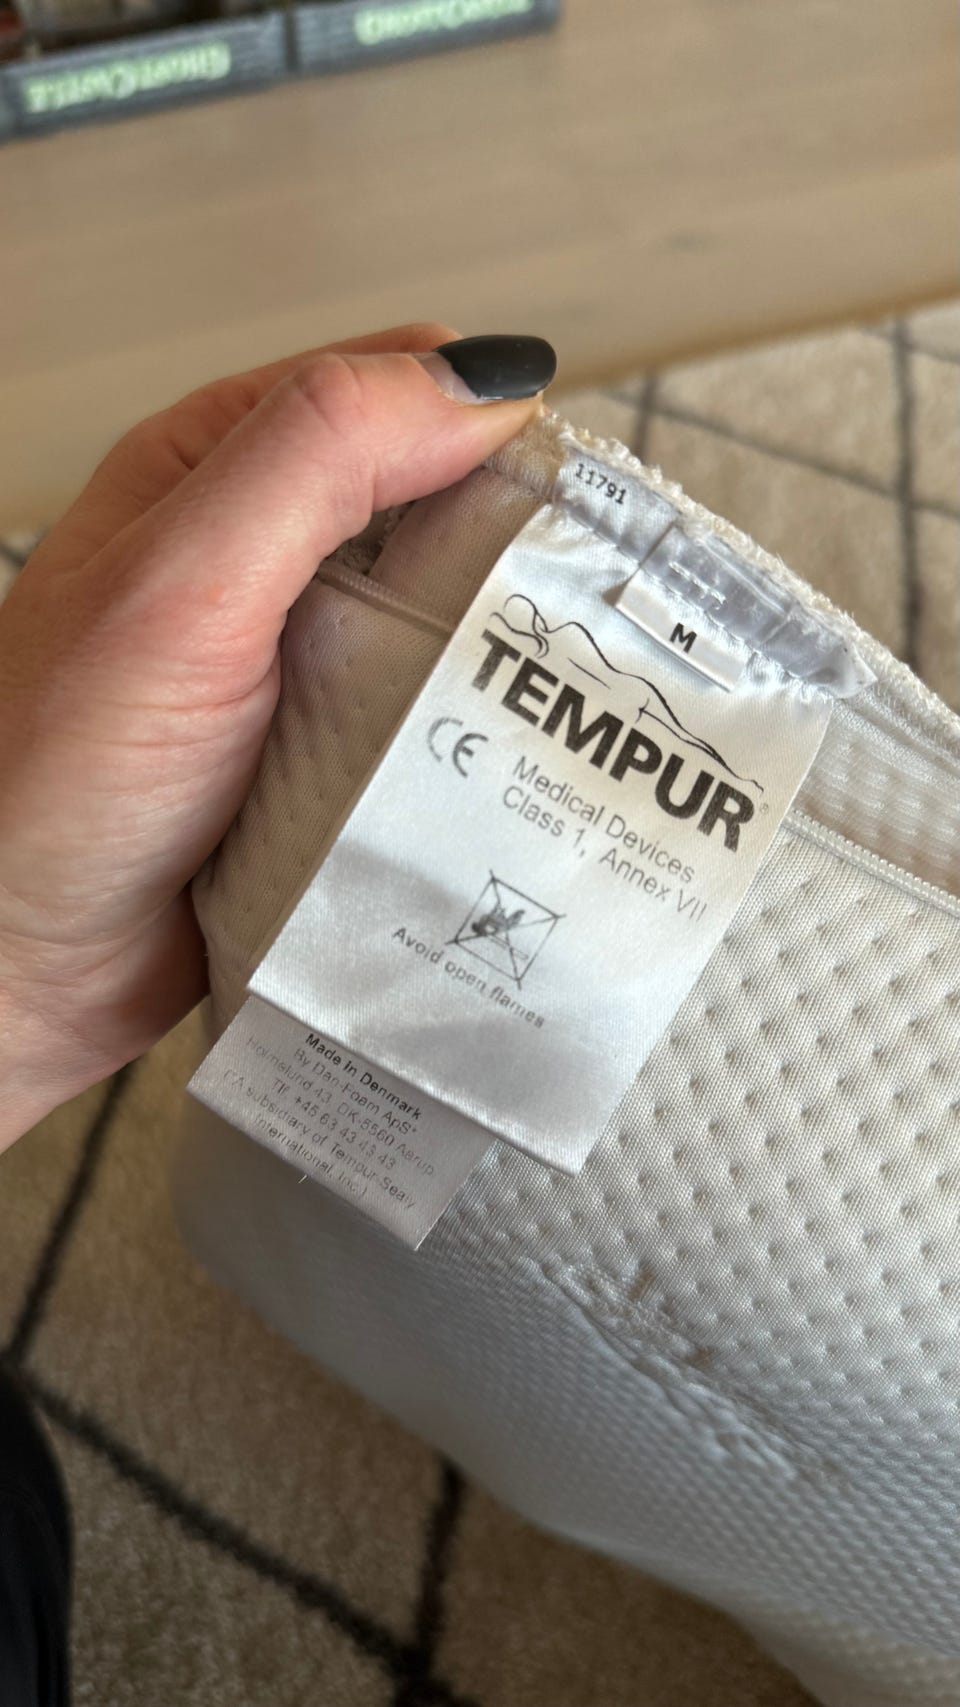 11791
M
TEMPUR®
CE
Medical Devices
Class 1, Annex VII
Avoid open flames
Made in Denmark
By Dan-Foam ApS*
Holmelund 43, DK-5560 Aarup
Tlf. +45 63 43 43 43
(*A subsidiary of Tempur-Sealy
International, Inc.)